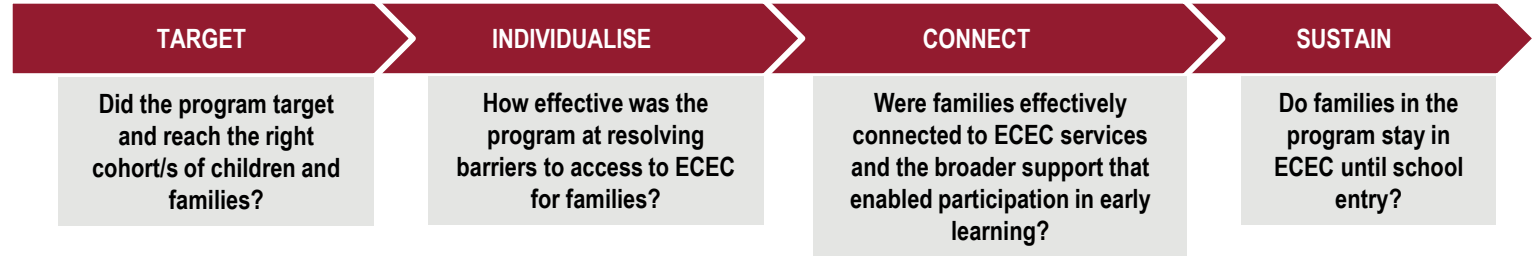 TARGET
Did the program target
and reach the right
cohort/s of children and
families?
INDIVIDUALISE
How effective was the
program at resolving
barriers to access to ECEC
for families?
CONNECT
Were families effectively
connected to ECEC services
and the broader support that
enabled participation in early
learning?
SUSTAIN
Do families in the
program stay in
ECEC until school
entry?